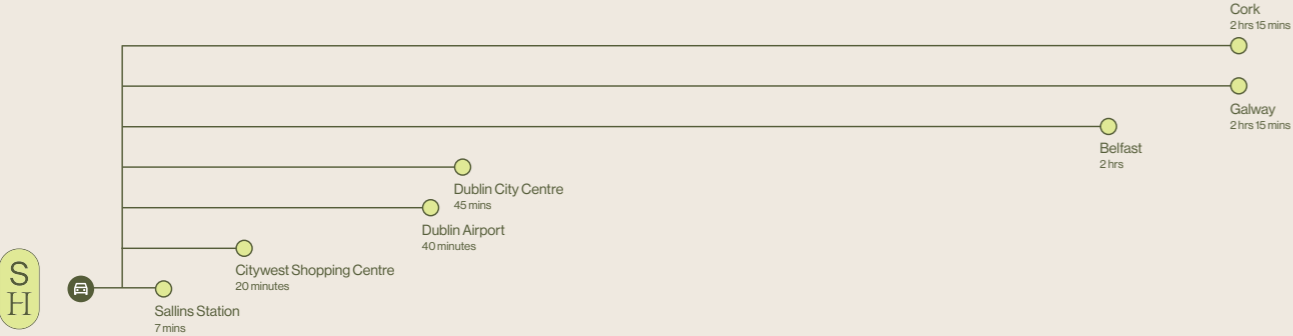 Cork
2 hrs 15 mins
Galway
2 hrs 15 mins
Belfast
2 hrs
Dublin City Centre
45 mins
Dublin Airport
40 minutes
Citywest Shopping Centre
20 minutes
S
H
Sallins Station
7 mins